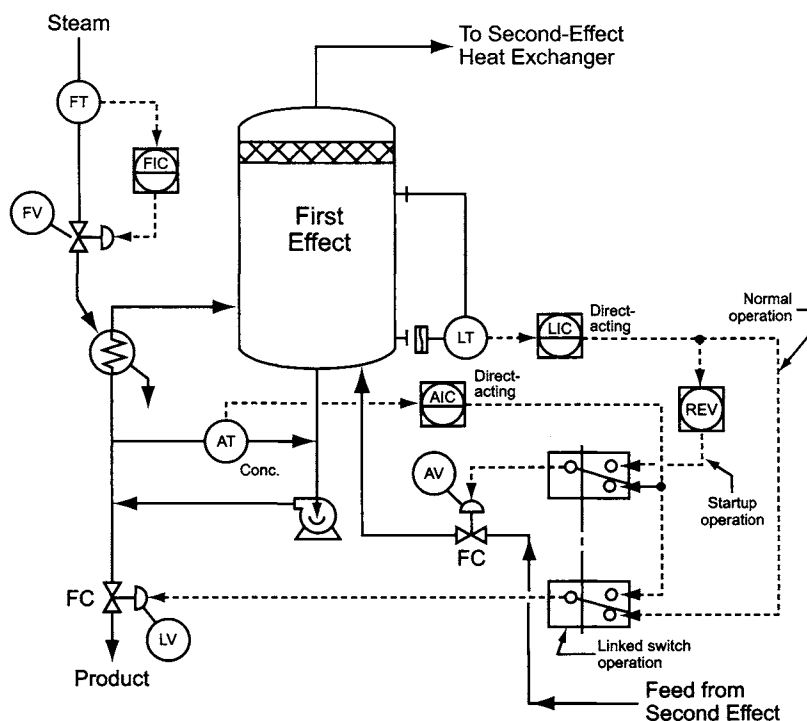 Steam
To Second-Effect
Heat Exchanger
FT
FIC
FV
First
Effect
Normal
operation
Direct-
acting
LT
LIC
Direct-
acting
AIC
REV
AT
Conc.
AV
Startup
operation
FC
FC
LV
Linked switch
operation
Product
Feed from
Second Effect